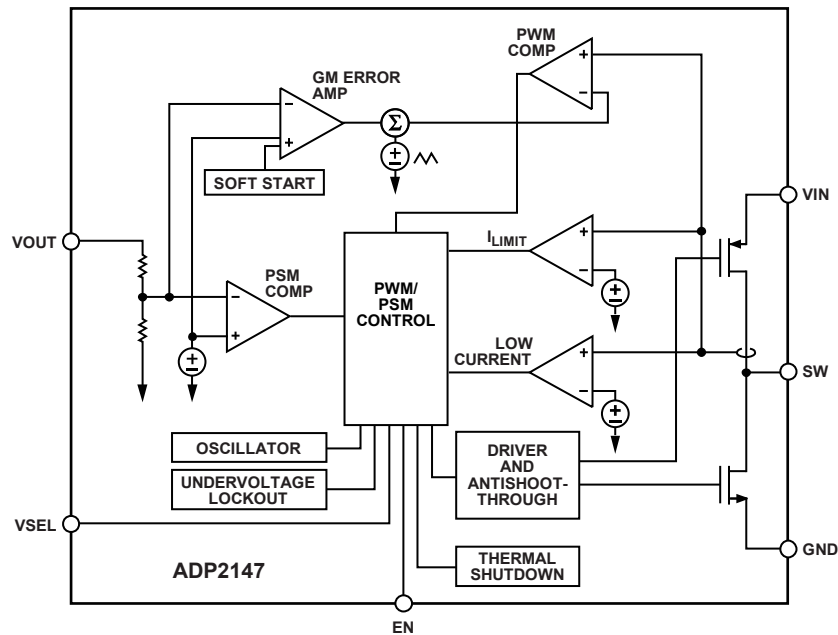 PWM
COMP
GM ERROR
AMP
+
−
−
+
Σ
+
−
SOFT START
VIN
VOUT
ILIMIT
+
−
+
−
PSM
COMP
−
+
PWM/
PSM
CONTROL
+
−
LOW
CURRENT
+
−
+
−
SW
OSCILLATOR
UNDERVOLTAGE
LOCKOUT
DRIVER
AND
ANTISHOOT-
THROUGH
VSEL
THERMAL
SHUTDOWN
GND
ADP2147
EN